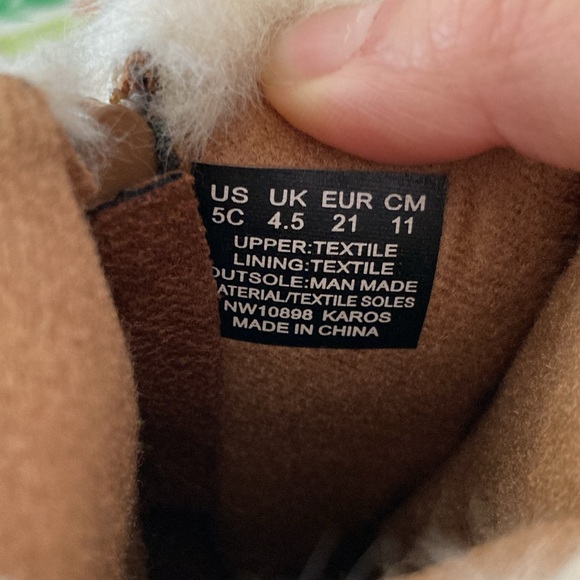 US UK EUR CM
5C 4.5 21 11
UPPER:TEXTILE
LINING:TEXTILE
OUTSOLE:MAN MADE
MATERIAL/TEXTILE SOLES
NW10898 KAROS
MADE IN CHINA